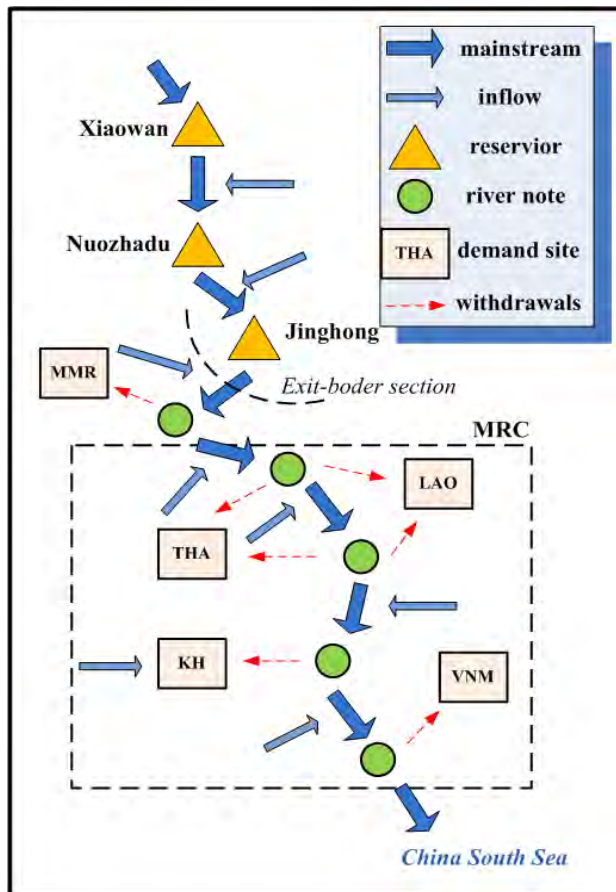 mainstream
inflow
Xiaowan
reservior
river note
Nuozhadu
THA
demand site
withdrawals
Jinghong
MMR
Exit-boder section
MRC
LAO
THA
KH
VNM
China South Sea